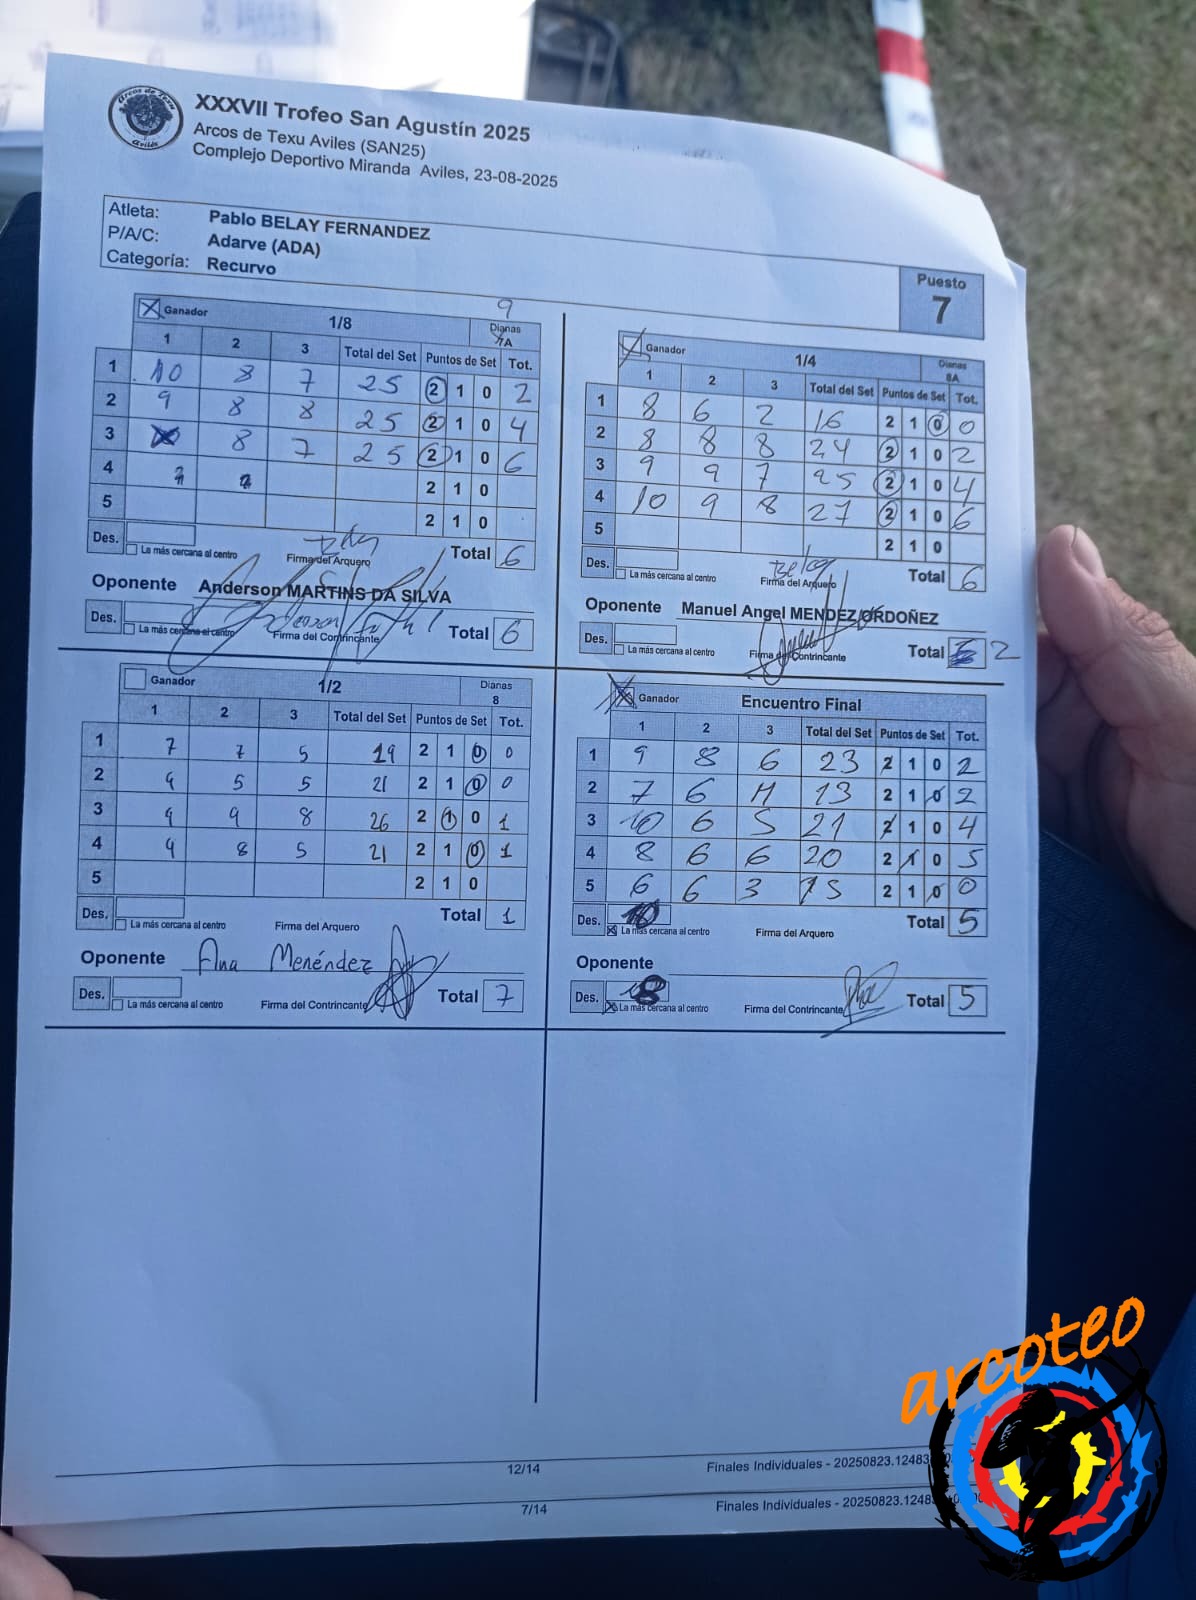 Arcos de Texu
Avilés
XXXVII Trofeo San Agustín 2025
Arcos de Texu Aviles (SAN25)
Complejo Deportivo Miranda Aviles, 23-08-2025
Atleta: Pablo BELAY FERNANDEZ
P/A/C: Adarve (ADA)
Categoría: Recurvo
Puesto
7
9
Ganador 1/8 Dianas
7A
1 2 3 Total del Set Puntos de Set Tot.
1 10 8 7 25 2 1 0 2
2 9 8 8 25 2 1 0 4
3 8 7 25 2 1 0 6
4 2 1 0
5 2 1 0
Des. La más cercana al centro Firma del Arquero Total 6
Oponente Anderson MARTINS DA SILVA
Des. La más cercana al centro Firma del Contrincante Total 6
Ganador 1/4 Dianas
8A
1 2 3 Total del Set Puntos de Set Tot.
1 8 6 2 16 2 1 0 0
2 8 8 8 24 2 1 0 2
3 9 9 7 25 2 1 0 4
4 10 9 8 27 2 1 0 6
5 2 1 0
Belay
Des. La más cercana al centro Firma del Arquero Total 6
Oponente Manuel Angel MENDEZ ORDOÑEZ
Des. La más cercana al centro Firma del Contrincante Total 2
Ganador 1/2 Dianas
8
1 2 3 Total del Set Puntos de Set Tot.
1 7 7 5 19 2 1 0 0
2 9 5 5 21 2 1 0 0
3 9 9 8 26 2 1 0 1
4 9 8 5 21 2 1 0 1
5 2 1 0
Des. La más cercana al centro Firma del Arquero Total 1
Oponente Ana Menéndez
Des. La más cercana al centro Firma del Contrincante Total 7
Ganador Encuentro Final
1 2 3 Total del Set Puntos de Set Tot.
1 9 8 6 23 2 1 0 2
2 7 6 M 13 2 1 0 2
3 10 6 5 21 2 1 0 4
4 8 6 6 20 2 1 0 5
5 6 6 3 15 2 1 0 0
Des. 10 La más cercana al centro Firma del Arquero Total 5
Oponente
Des. 8 La más cercana al centro Firma del Contrincante Total 5
12/14 Finales Individuales - 20250823.12483
7/14 Finales Individuales - 20250823.1248
arcoteo